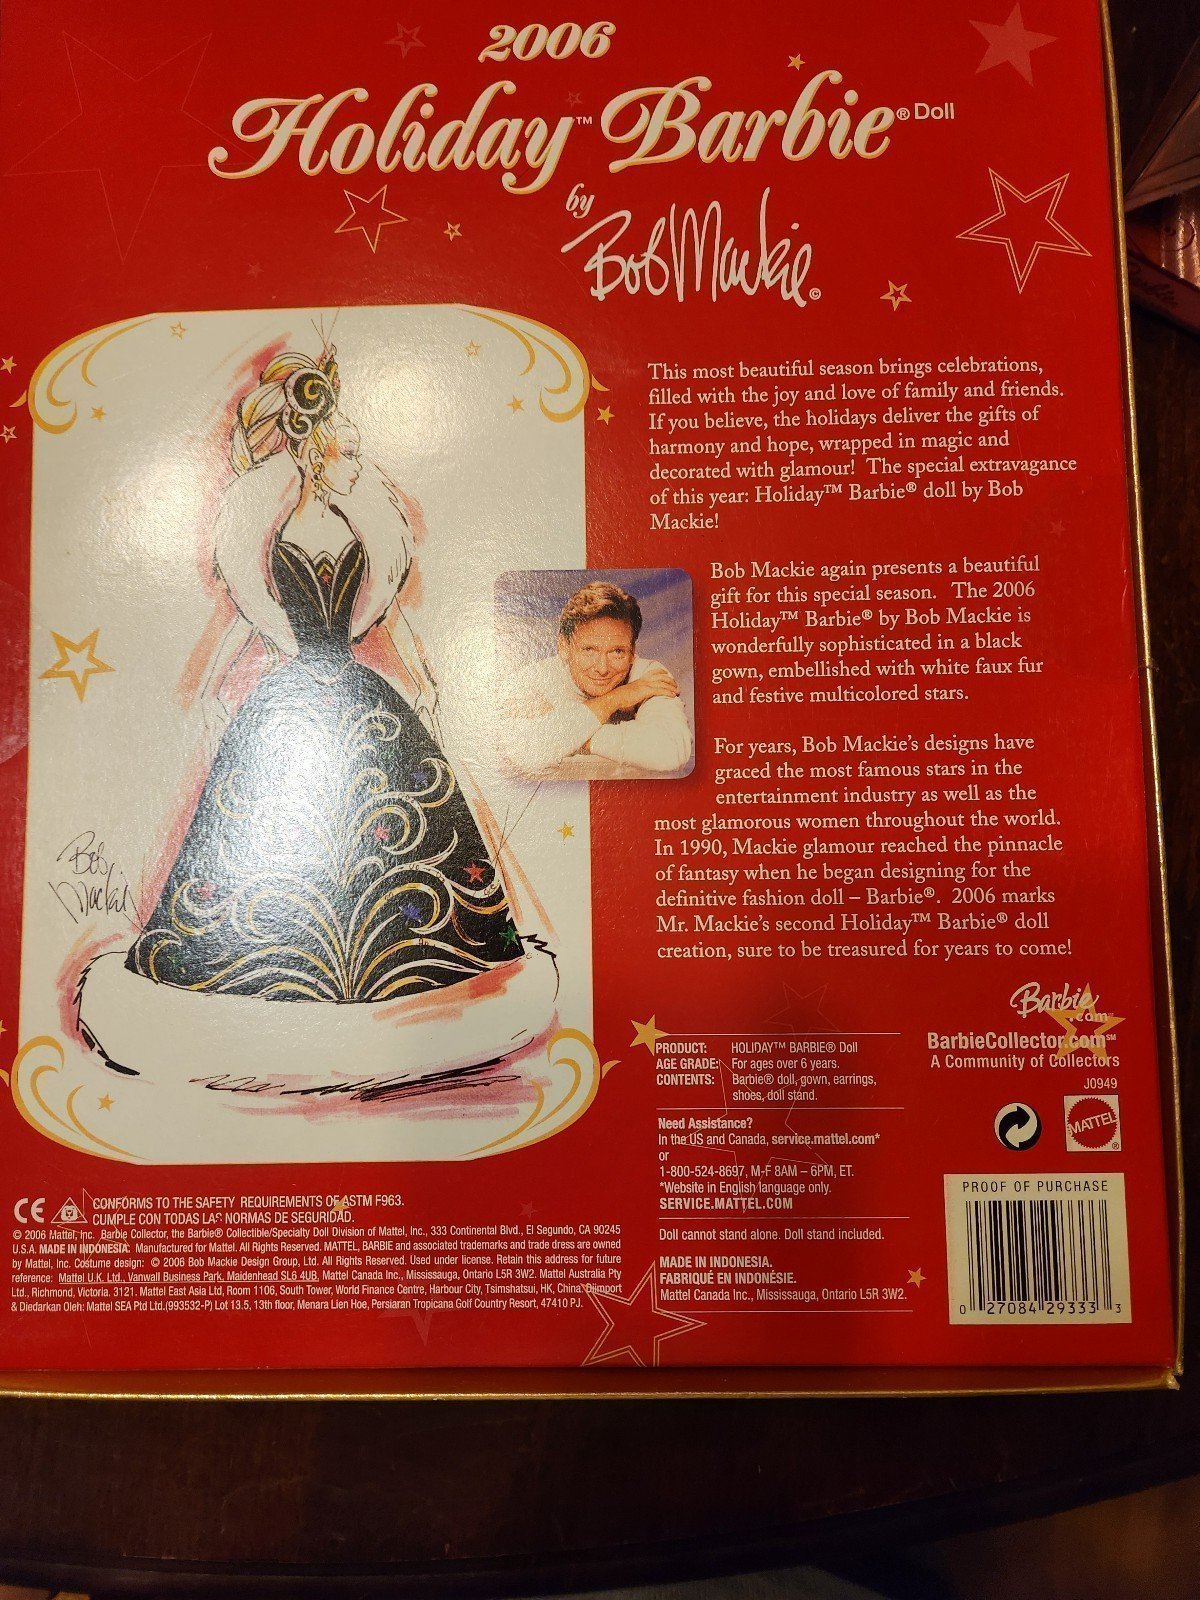 2006
Holiday™ Barbie® Doll
by
Bob Mackie©
This most beautiful season brings celebrations,
filled with the joy and love of family and friends.
If you believe, the holidays deliver the gifts of
harmony and hope, wrapped in magic and
decorated with glamour! The special extravagance
of this year: Holiday™ Barbie® doll by Bob
Mackie!
Bob Mackie again presents a beautiful
gift for this special season. The 2006
Holiday™ Barbie® by Bob Mackie is
wonderfully sophisticated in a black
gown, embellished with white faux fur
and festive multicolored stars.
For years, Bob Mackie's designs have
graced the most famous stars in the
entertainment industry as well as the
most glamorous women throughout the world.
In 1990, Mackie glamour reached the pinnacle
of fantasy when he began designing for the
definitive fashion doll – Barbie®. 2006 marks
Mr. Mackie's second Holiday™ Barbie® doll
creation, sure to be treasured for years to come!
Bob Mackie
Barbie
.com™
BarbieCollector.com℠
A Community of Collectors
J0949
MATTEL®
PRODUCT: HOLIDAY™ BARBIE® Doll
AGE GRADE: For ages over 6 years.
CONTENTS: Barbie® doll, gown, earrings,
shoes, doll stand.
Need Assistance?
In the US and Canada, service.mattel.com*
or
1-800-524-8697, M-F 8AM – 6PM, ET.
*Website in English language only.
SERVICE.MATTEL.COM
Doll cannot stand alone. Doll stand included.
MADE IN INDONESIA.
FABRIQUÉ EN INDONÉSIE.
Mattel Canada Inc., Mississauga, Ontario L5R 3W2.
PROOF OF PURCHASE
0 27084 29333 3
CE CONFORMS TO THE SAFETY REQUIREMENTS OF ASTM F963.
CUMPLE CON TODAS LAS NORMAS DE SEGURIDAD.
© 2006 Mattel, Inc. Barbie Collector, the Barbie® Collectible/Specialty Doll Division of Mattel, Inc., 333 Continental Blvd., El Segundo, CA 90245
U.S.A. MADE IN INDONESIA. Manufactured for Mattel. All Rights Reserved. MATTEL, BARBIE and associated trademarks and trade dress are owned
by Mattel, Inc. Costume design: © 2006 Bob Mackie Design Group, Ltd. All Rights Reserved. Used under license. Retain this address for future
reference: Mattel U.K. Ltd., Vanwall Business Park, Maidenhead SL6 4UB. Mattel Canada Inc., Mississauga, Ontario L5R 3W2. Mattel Australia Pty
Ltd., Richmond, Victoria. 3121. Mattel East Asia Ltd, Room 1106, South Tower, World Finance Centre, Harbour City, Tsimshatsui, HK, China. Diimport
& Diedarkan Oleh: Mattel SEA Ptd Ltd.(993532-P) Lot 13.5, 13th floor, Menara Lien Hoe, Persiaran Tropicana Golf Country Resort, 47410 PJ.